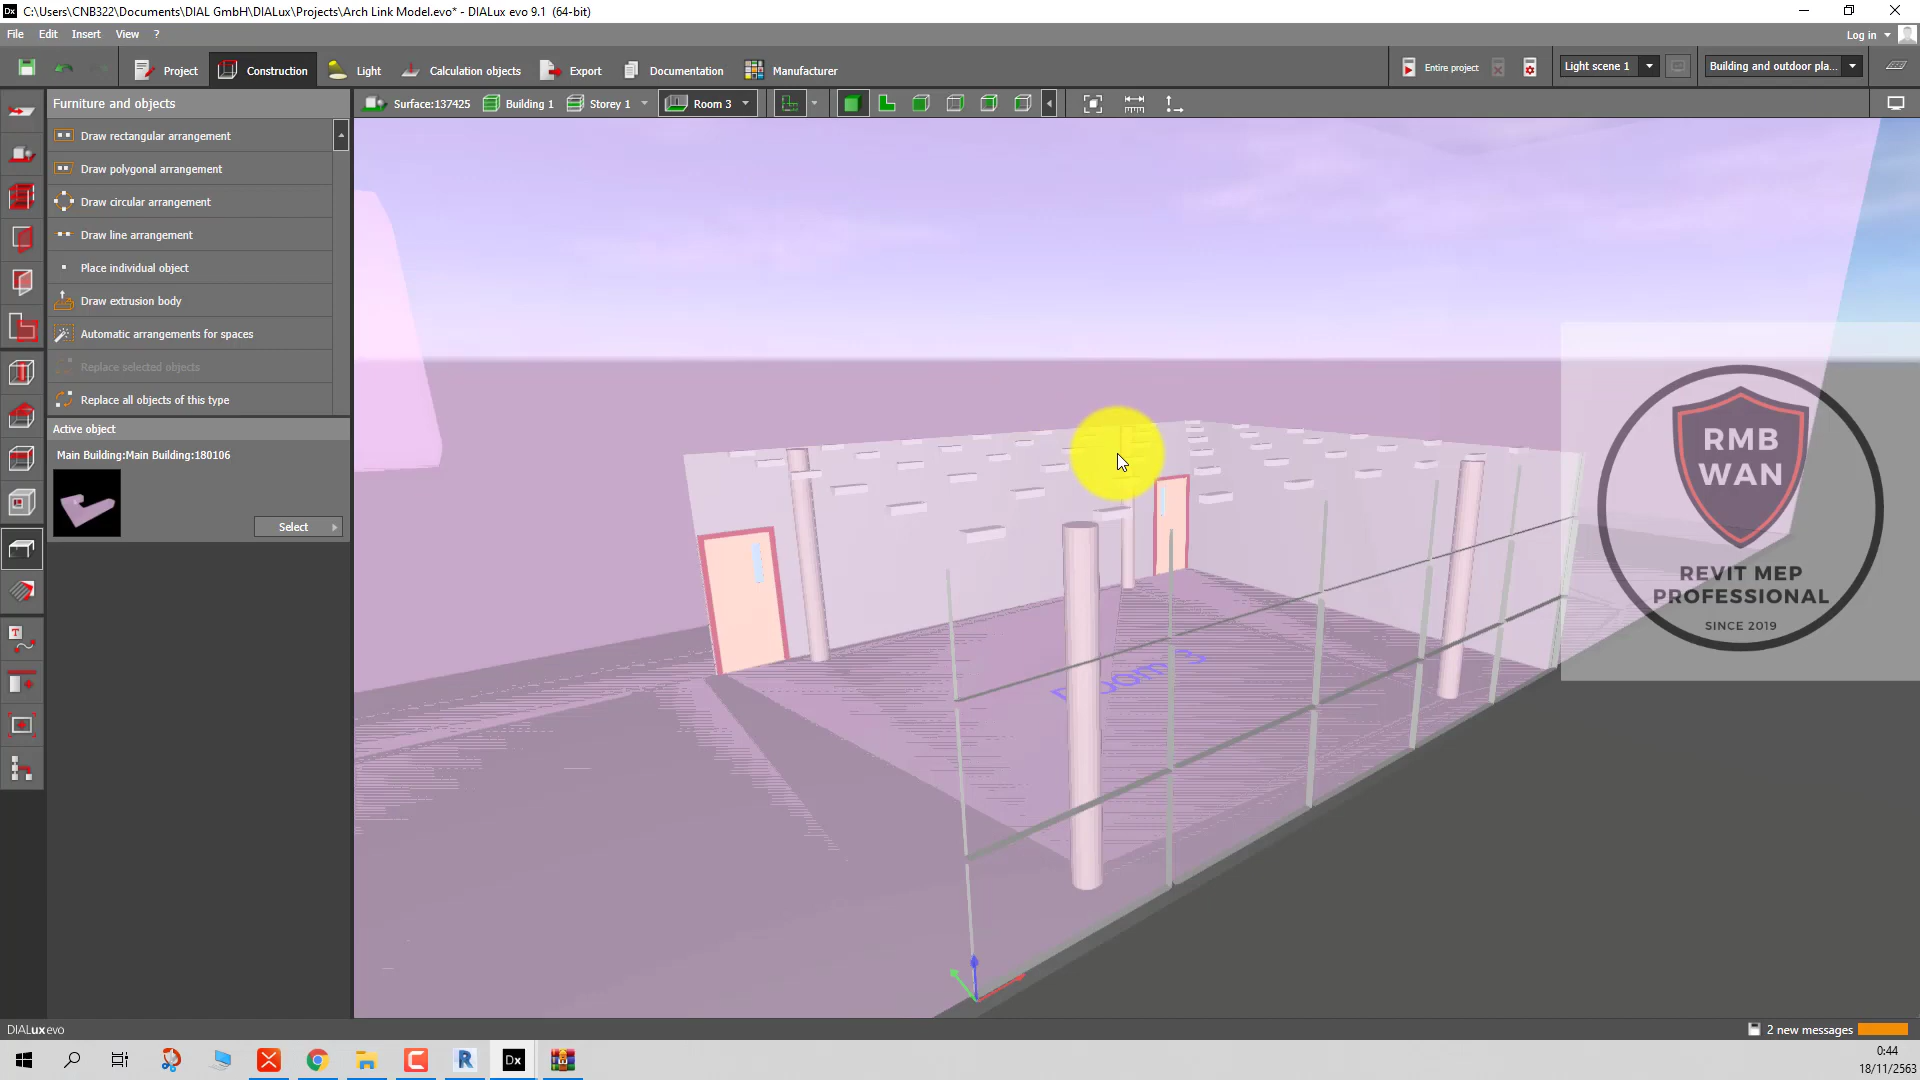 C:\Users\CNB322\Documents\DIAL GmbH\DIALux\Projects\Arch Link Model.evo* - DIALux evo 9.1 (64-bit)
File Edit Insert View ?
Log in
Project Construction Light Calculation objects Export Documentation Manufacturer
Entire project Light scene 1 Building and outdoor pla...
Furniture and objects
Surface:137425 Building 1 Storey 1 Room 3
Draw rectangular arrangement
Draw polygonal arrangement
Draw circular arrangement
Draw line arrangement
Place individual object
Draw extrusion body
Automatic arrangements for spaces
Replace selected objects
Replace all objects of this type
Active object
Main Building:Main Building:180106
Select
Room 3
RMB
WAN
REVIT MEP
PROFESSIONAL
SINCE 2019
DIALux evo
2 new messages
0:44
18/11/2563